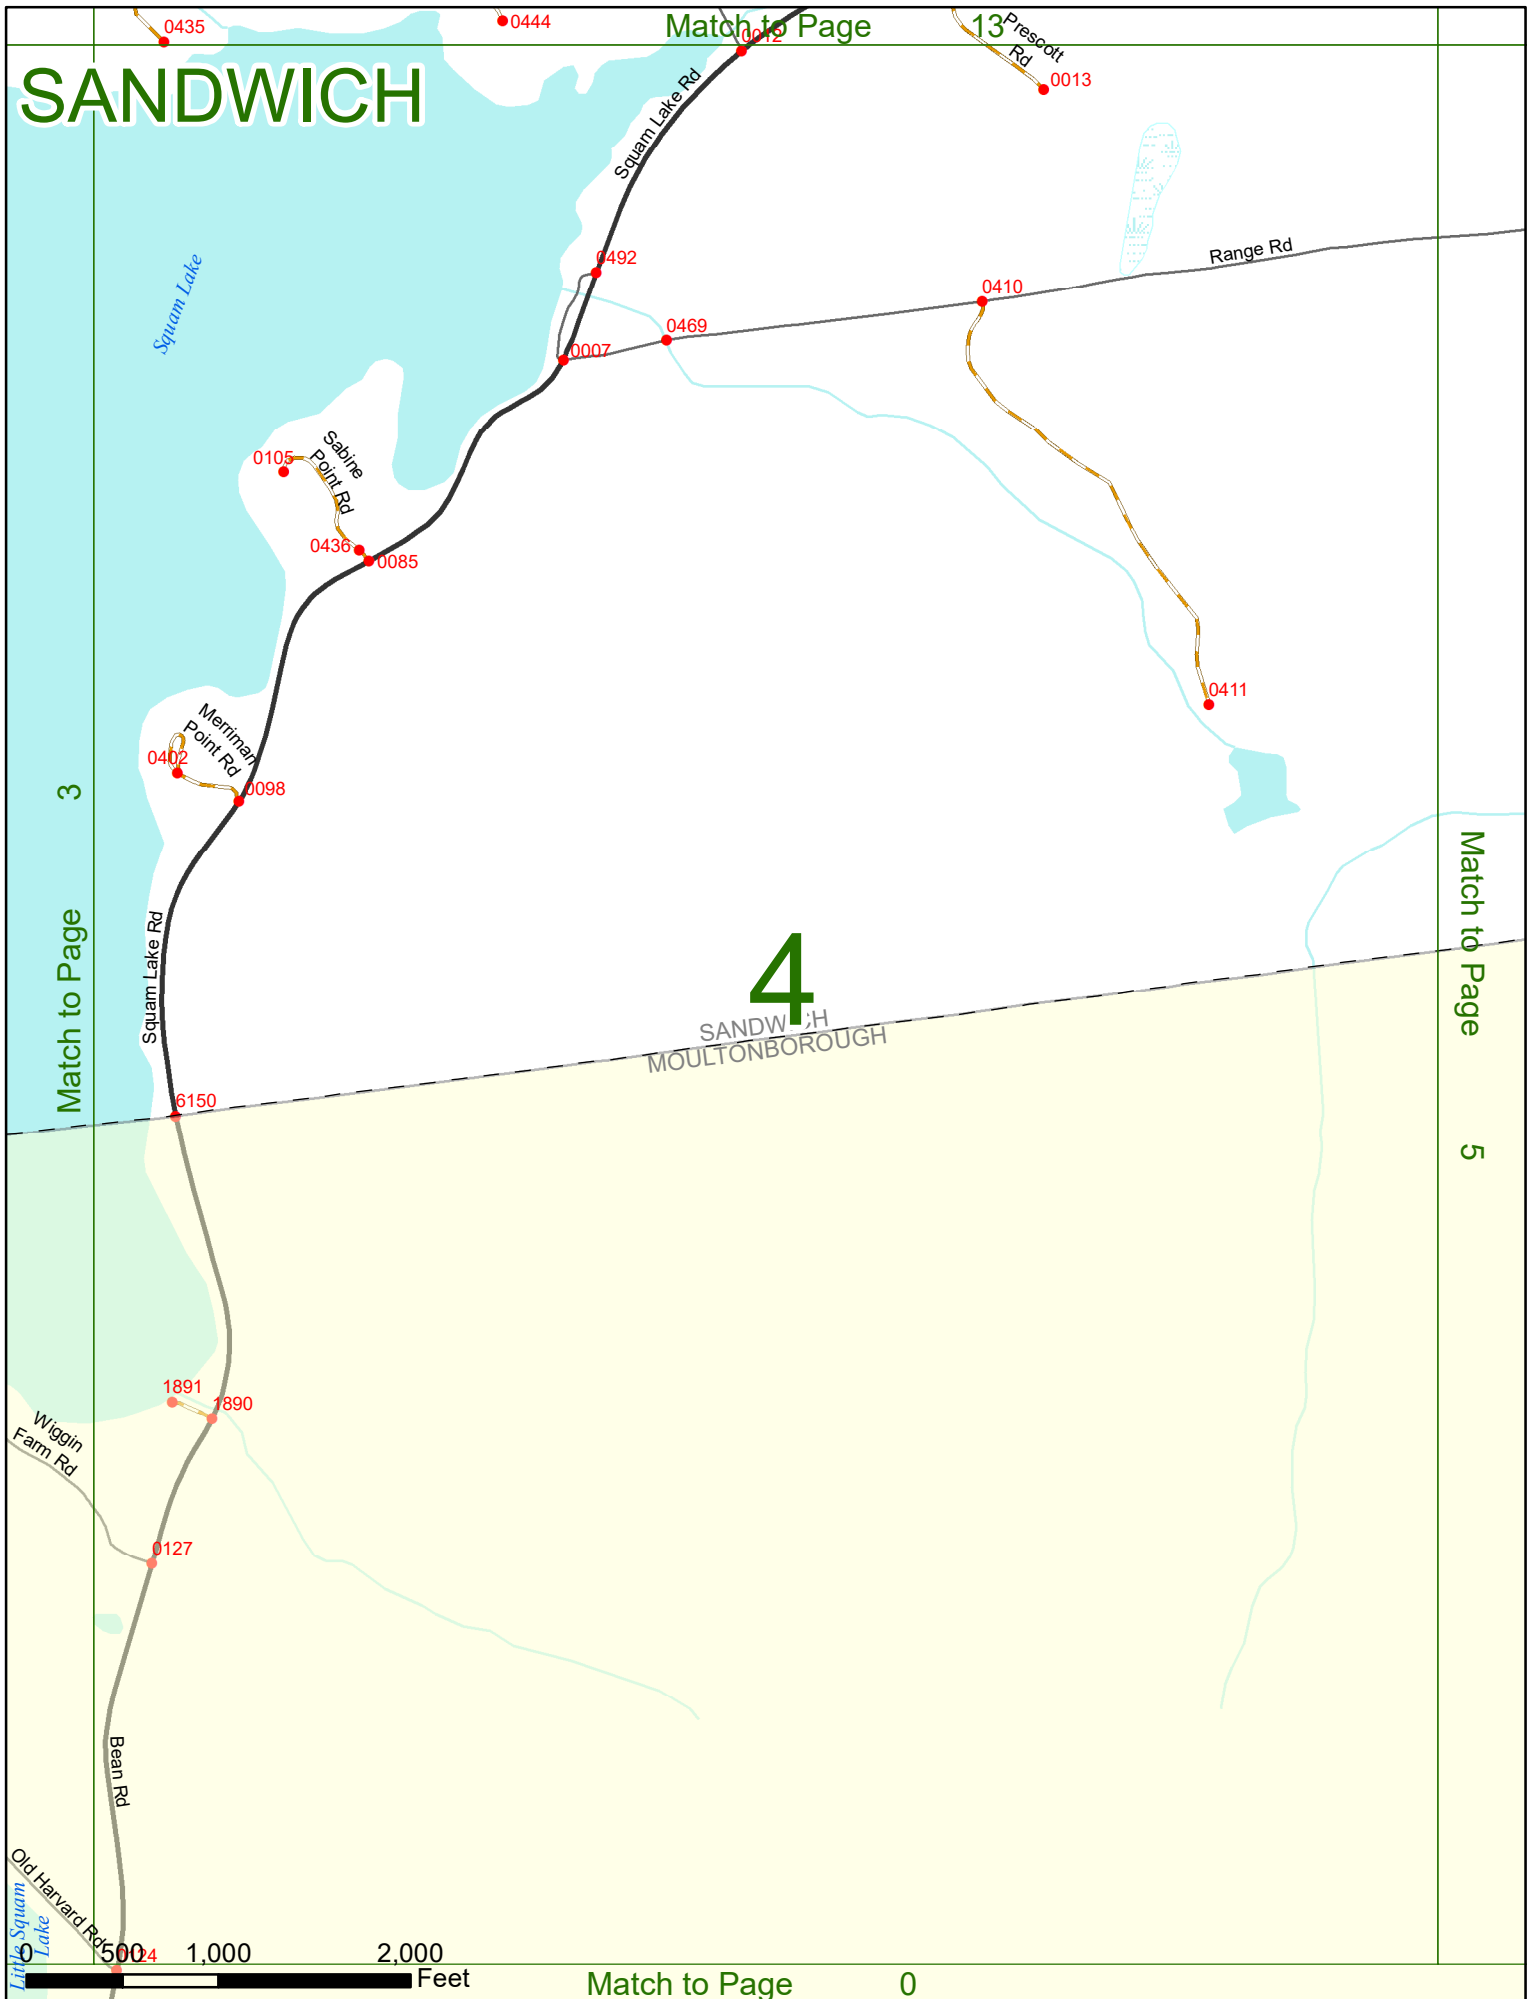 0435
0444
Match to Page 13
0012
Prescott
Rd
0013
SANDWICH
Squam Lake Rd
Squam Lake
0492
Range Rd
0410
0469
0007
Sabine
Point Rd
0105
0436
0085
0411
Merriman
Point Rd
0402
0098
Match to Page 3
Match to Page 5
Squam Lake Rd
4
SANDWICH
MOULTONBOROUGH
6150
1891
1890
Wiggin
Farm Rd
0127
Bean Rd
Old Harvard Rd
Little Squam
Lake
0124
0 500 1,000 2,000
Feet
Match to Page 0